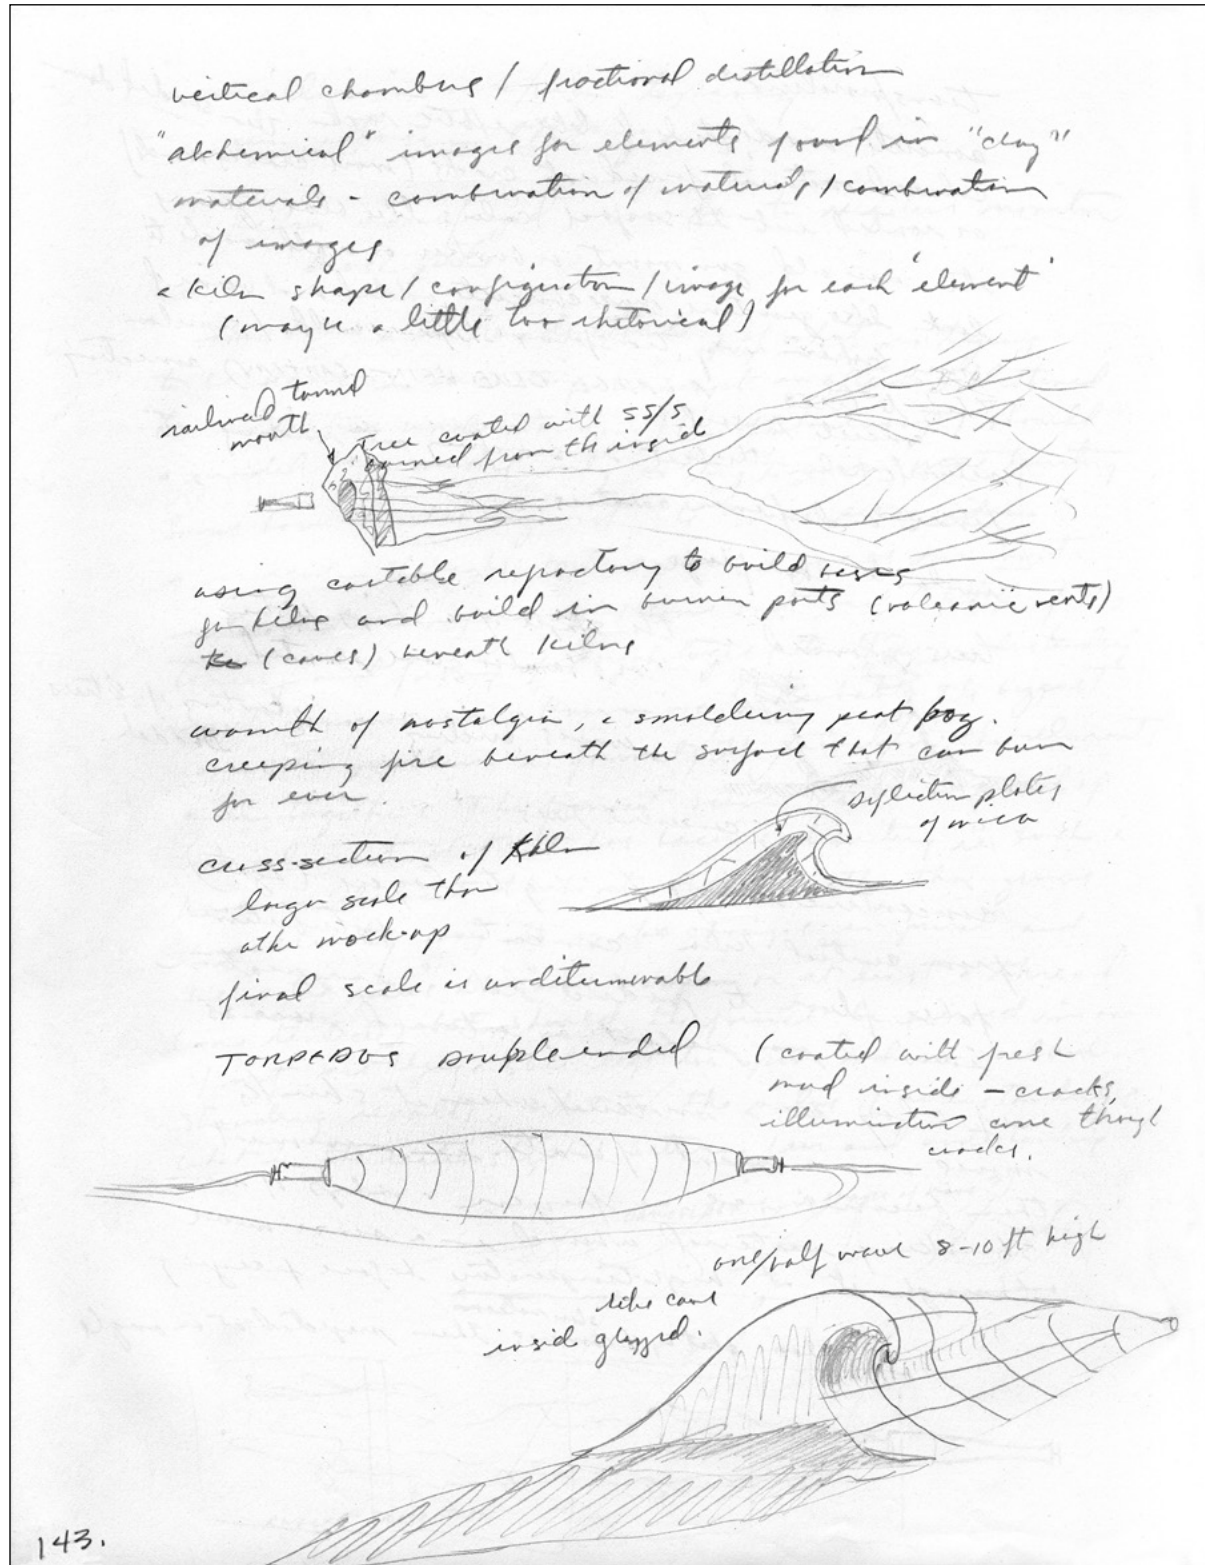 vertical chambers / fractional distillation
"alchemical" images for elements found in "clay"
materials - combination of materials / combination
of images
a kiln shape / configuration / image for each 'element'
(maybe a little too rhetorical)
railroad tunnel
mouth
Tree coated with SS/S
burned from the inside
using castable refractory to build bases
for kilns and build in burner ports (volcanic vents)
(caves) beneath kilns
warmth of nostalgia, a smoldering peat bog.
creeping fire beneath the surface that can burn
for ever.
deflection plates
of mica
cross-section of kiln
larger scale than
other mock-up
final scale is undeterminable
TORPEDOS DOUBLE ended
(coated with fresh
mud inside - cracks,
illumination come through
cracks.
one/half wave 8-10 ft high
like cave
inside glazed.
143.